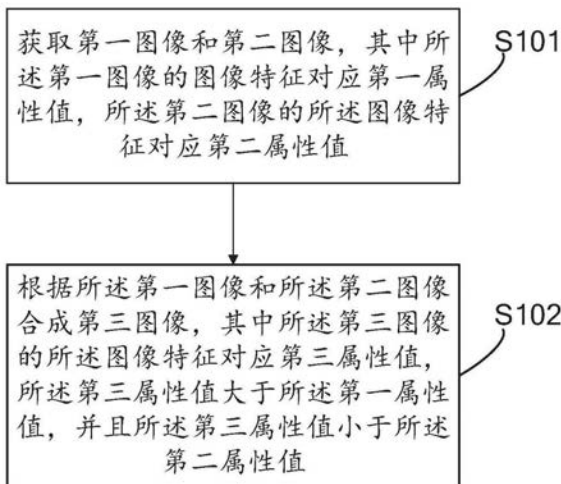 获取第一图像和第二图像，其中所
述第一图像的图像特征对应第一属
性值，所述第二图像的所述图像特
征对应第二属性值
S101
根据所述第一图像和所述第二图像
合成第三图像，其中所述第三图像
的所述图像特征对应第三属性值，
所述第三属性值大于所述第一属性
值，并且所述第三属性值小于所述
第二属性值
S102